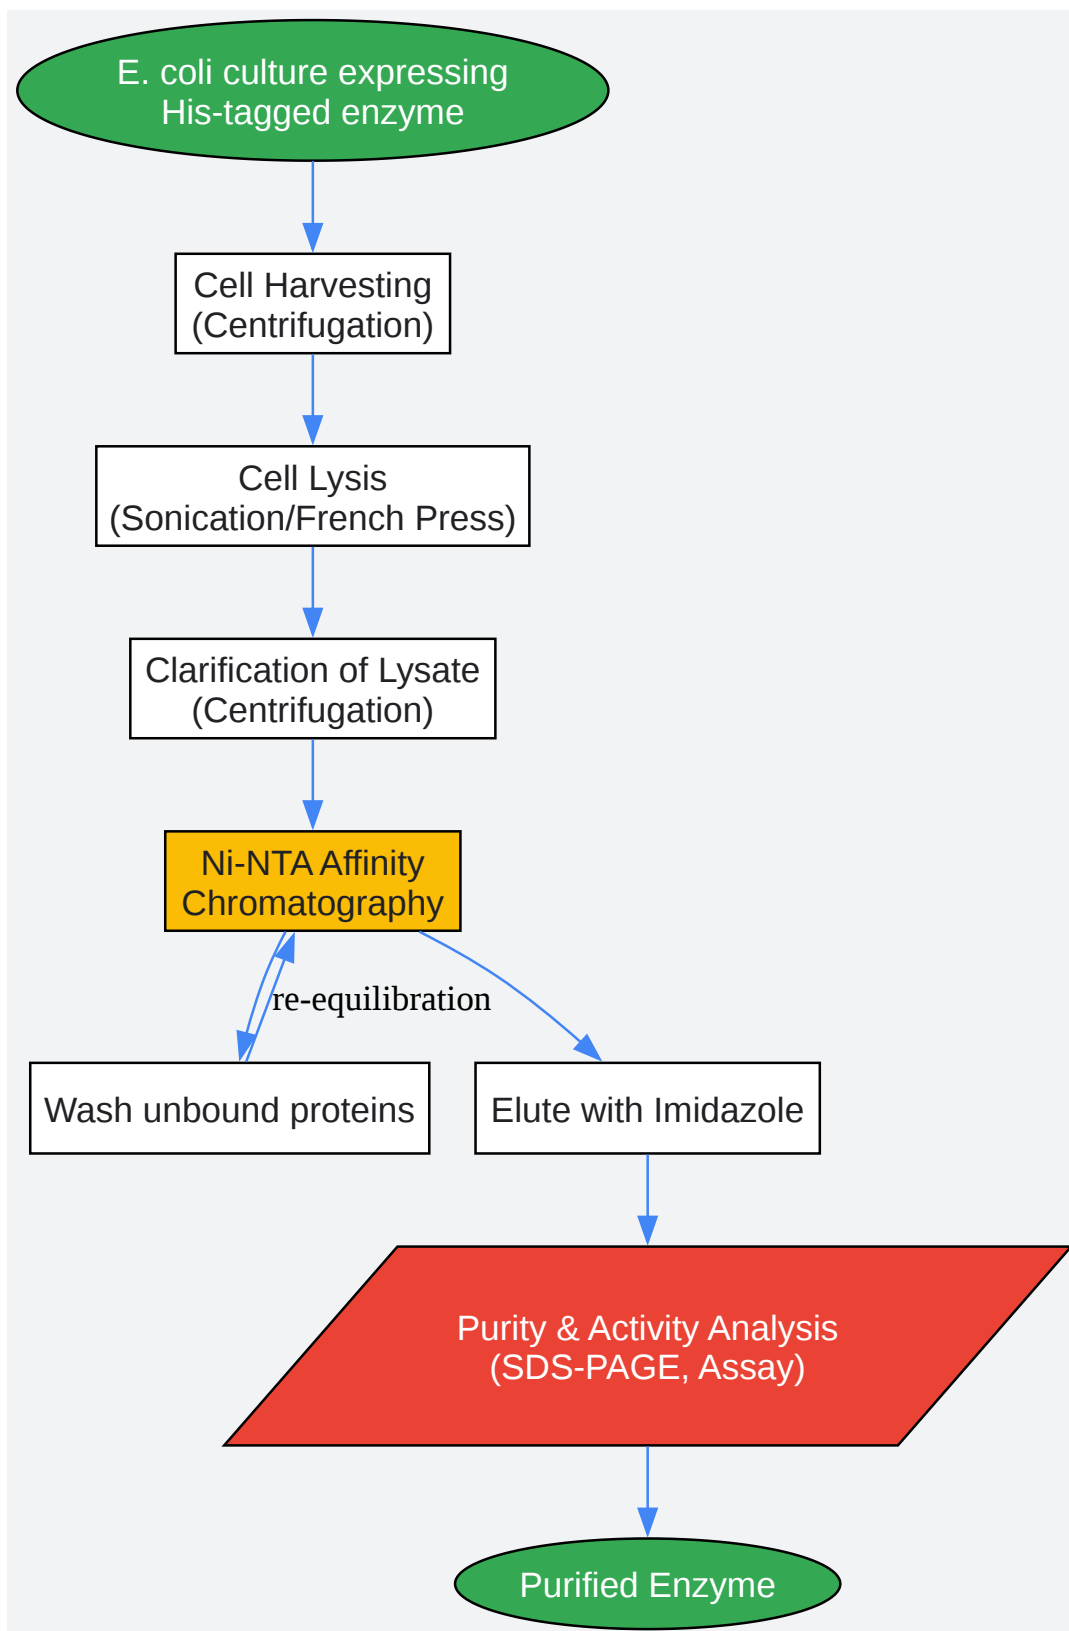 E. coli culture expressing
His-tagged enzyme
Cell Harvesting
(Centrifugation)
Cell Lysis
(Sonication/French Press)
Clarification of Lysate
(Centrifugation)
Ni-NTA Affinity
Chromatography
re-equilibration
Wash unbound proteins
Elute with Imidazole
Purity & Activity Analysis
(SDS-PAGE, Assay)
Purified Enzyme